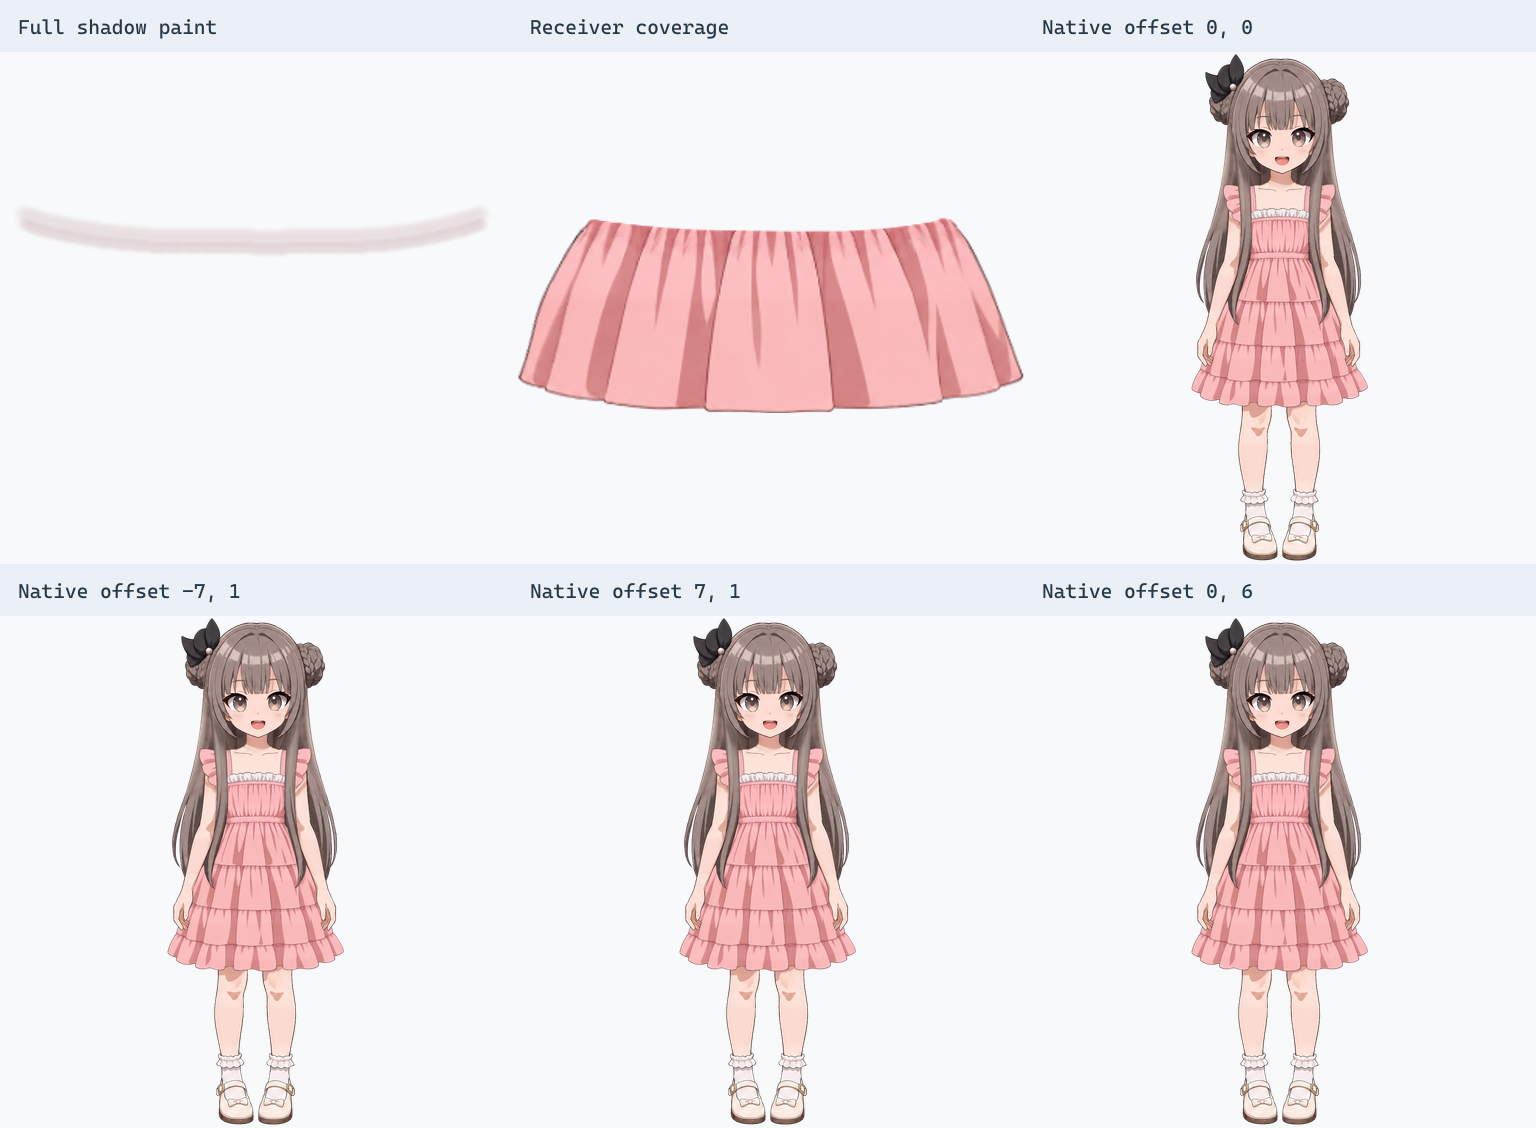 Full shadow paint
Receiver coverage
Native offset 0, 0
Native offset −7, 1
Native offset 7, 1
Native offset 0, 6